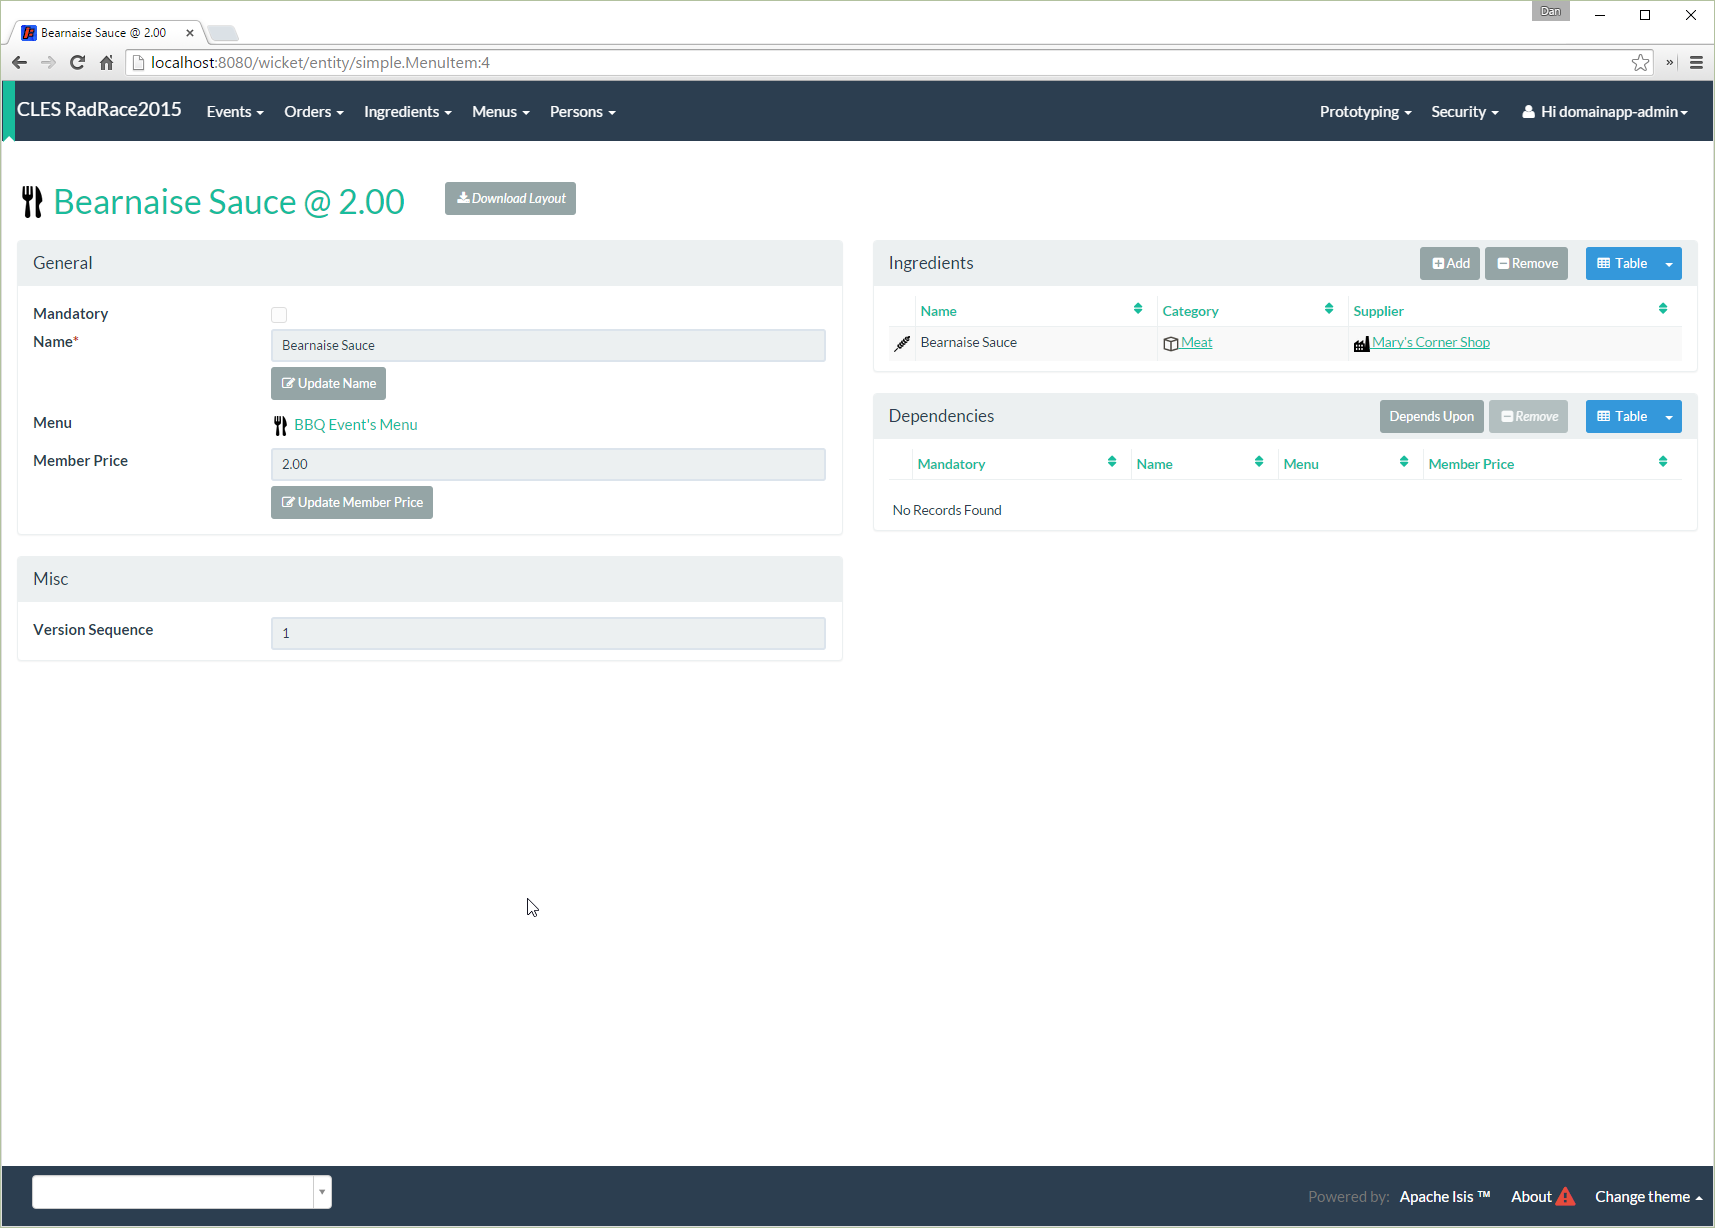 Dan
Bearnaise Sauce @ 2.00
localhost:8080/wicket/entity/simple.MenuItem:4
CLES RadRace2015 Events Orders Ingredients Menus Persons Prototyping Security Hi domainapp-admin
Bearnaise Sauce @ 2.00 Download Layout
General
Mandatory
Name* Bearnaise Sauce
Update Name
Menu BBQ Event's Menu
Member Price 2.00
Update Member Price
Misc
Version Sequence 1
Ingredients Add Remove Table
Name Category Supplier
Bearnaise Sauce Meat Mary's Corner Shop
Dependencies Depends Upon Remove Table
Mandatory Name Menu Member Price
No Records Found
Powered by: Apache Isis ™ About Change theme